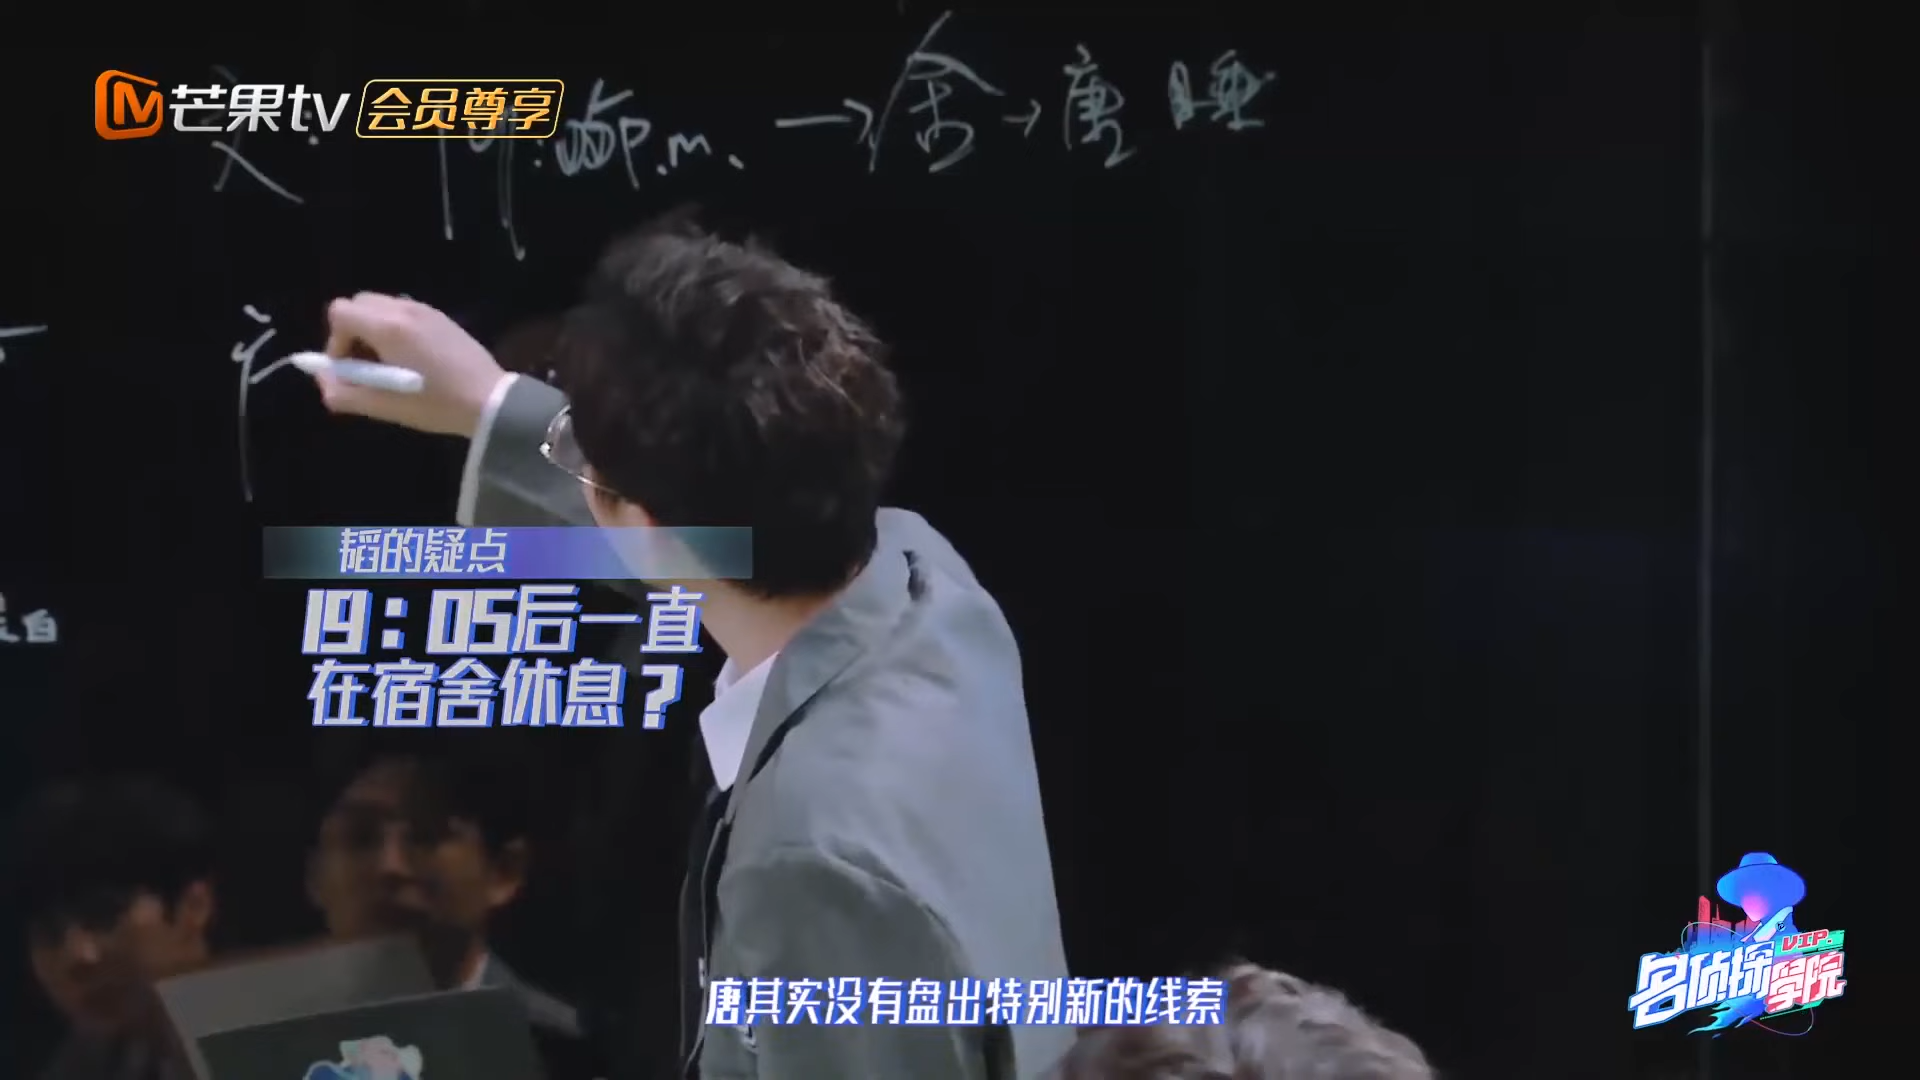 芒果tv 会员尊享
p.m. → 余 → 唐 睡
韬的疑点
19:05后一直
在宿舍休息？
白
唐其实没有盘出特别新的线索
VIP.
名侦探学院